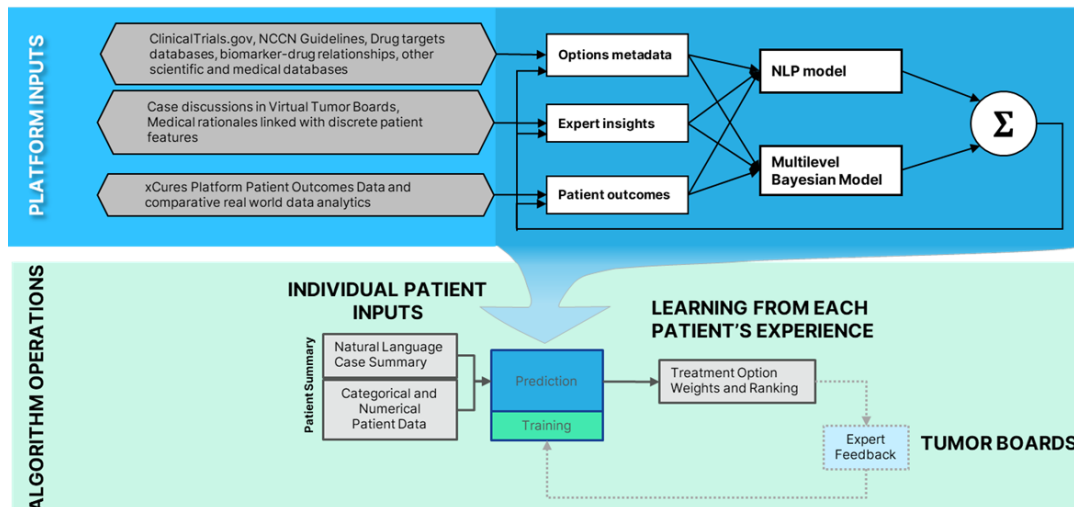 PLATFORM INPUTS
ClinicalTrials.gov, NCCN Guidelines, Drug targets
databases, biomarker-drug relationships, other
scientific and medical databases
Case discussions in Virtual Tumor Boards,
Medical rationales linked with discrete patient
features
xCures Platform Patient Outcomes Data and
comparative real world data analytics
Options metadata
Expert insights
Patient outcomes
NLP model
Multilevel
Bayesian Model
Σ
ALGORITHM OPERATIONS
INDIVIDUAL PATIENT
INPUTS
Patient Summary
Natural Language
Case Summary
Categorical and
Numerical
Patient Data
Prediction
Training
LEARNING FROM EACH
PATIENT'S EXPERIENCE
Treatment Option
Weights and Ranking
Expert
Feedback
TUMOR BOARDS